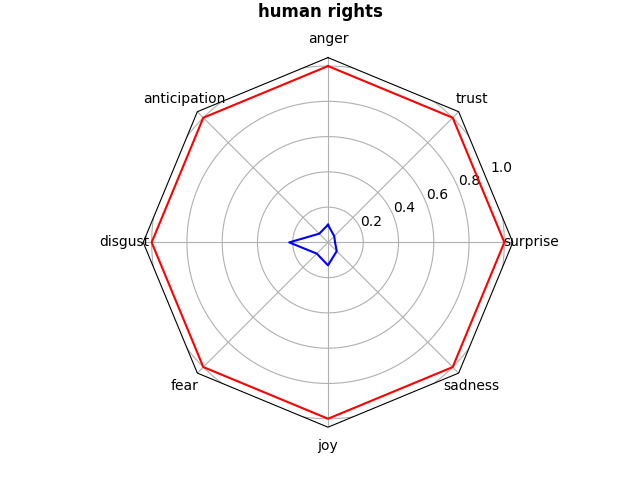 human rights
anger
anticipation
trust
1.0
0.8
0.6
0.4
0.2
disgust
surprise
fear
sadness
joy